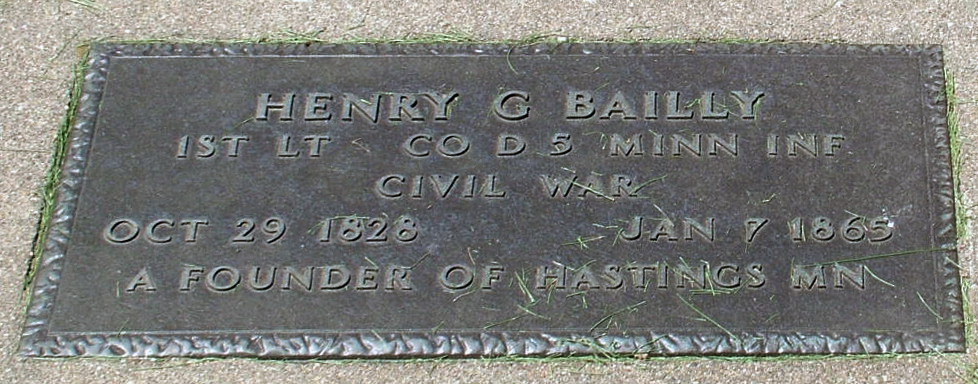 HENRY G BAILLY
1ST LT CO D 5 MINN INF
CIVIL WAR
OCT 29 1828 JAN 7 1865
A FOUNDER OF HASTINGS MN